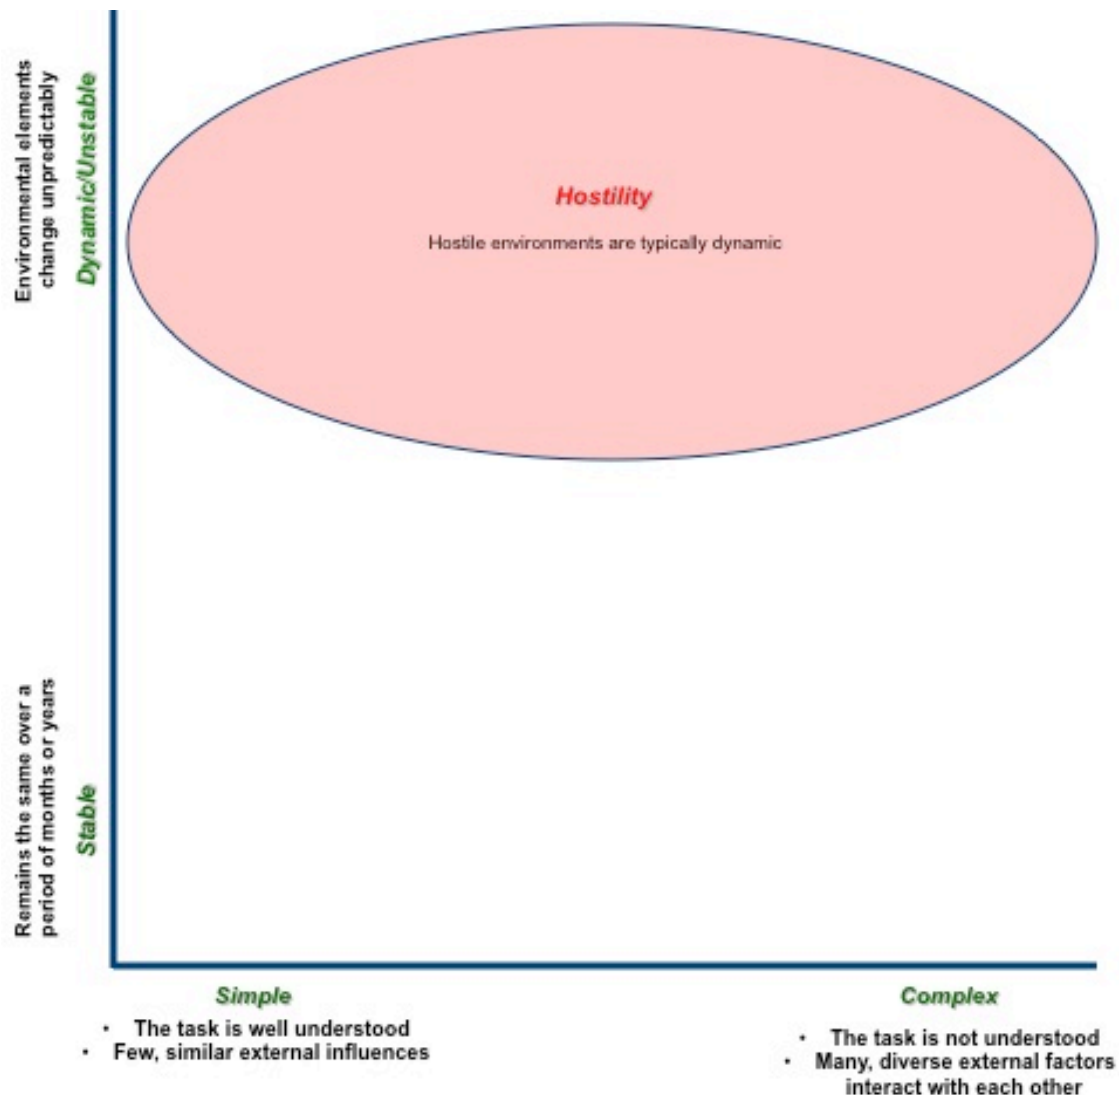 Environmental elements
change unpredictably
Dynamic/Unstable
Hostility
Hostile environments are typically dynamic
Remains the same over a
period of months or years
Stable
Simple
• The task is well understood
• Few, similar external influences
Complex
• The task is not understood
• Many, diverse external factors
interact with each other